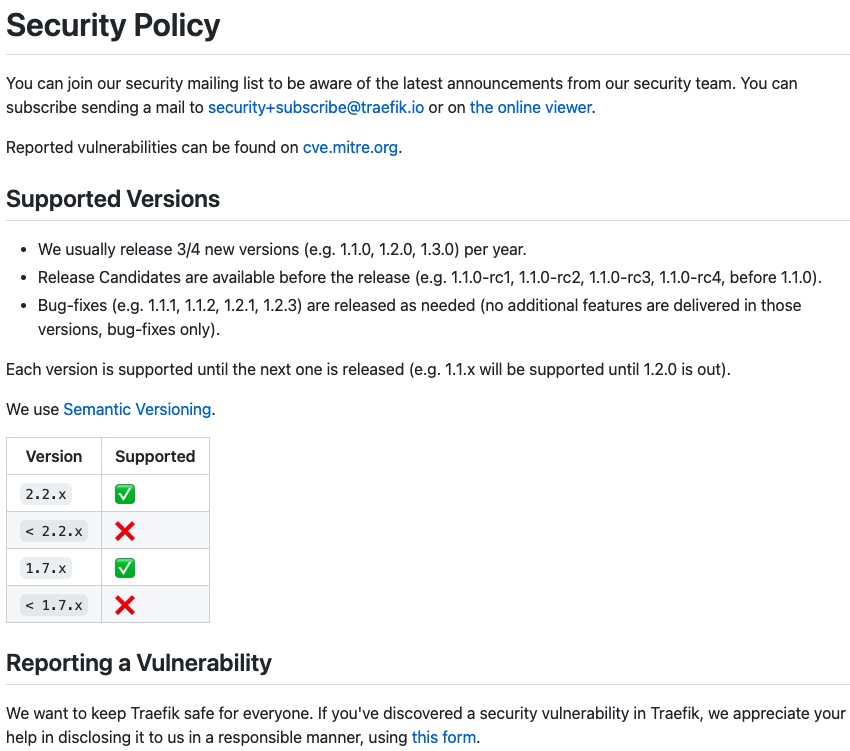 Security Policy
You can join our security mailing list to be aware of the latest announcements from our security team. You can
subscribe sending a mail to security+subscribe@traefik.io or on the online viewer.
Reported vulnerabilities can be found on cve.mitre.org.
Supported Versions
• We usually release 3/4 new versions (e.g. 1.1.0, 1.2.0, 1.3.0) per year.
• Release Candidates are available before the release (e.g. 1.1.0-rc1, 1.1.0-rc2, 1.1.0-rc3, 1.1.0-rc4, before 1.1.0).
• Bug-fixes (e.g. 1.1.1, 1.1.2, 1.2.1, 1.2.3) are released as needed (no additional features are delivered in those
versions, bug-fixes only).
Each version is supported until the next one is released (e.g. 1.1.x will be supported until 1.2.0 is out).
We use Semantic Versioning.
Version Supported
2.2.x ✅
< 2.2.x ❌
1.7.x ✅
< 1.7.x ❌
Reporting a Vulnerability
We want to keep Traefik safe for everyone. If you've discovered a security vulnerability in Traefik, we appreciate your
help in disclosing it to us in a responsible manner, using this form.